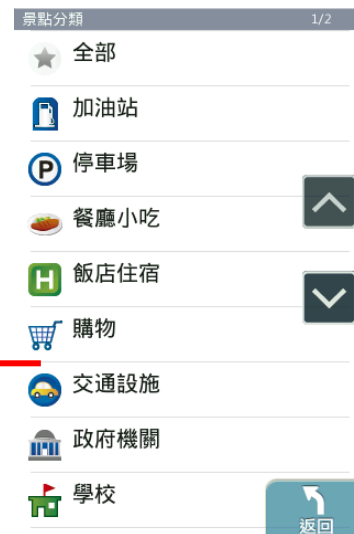 景點分類 1/2
全部
加油站
P 停車場
餐廳小吃
H 飯店住宿
購物
交通設施
政府機關
學校
返回